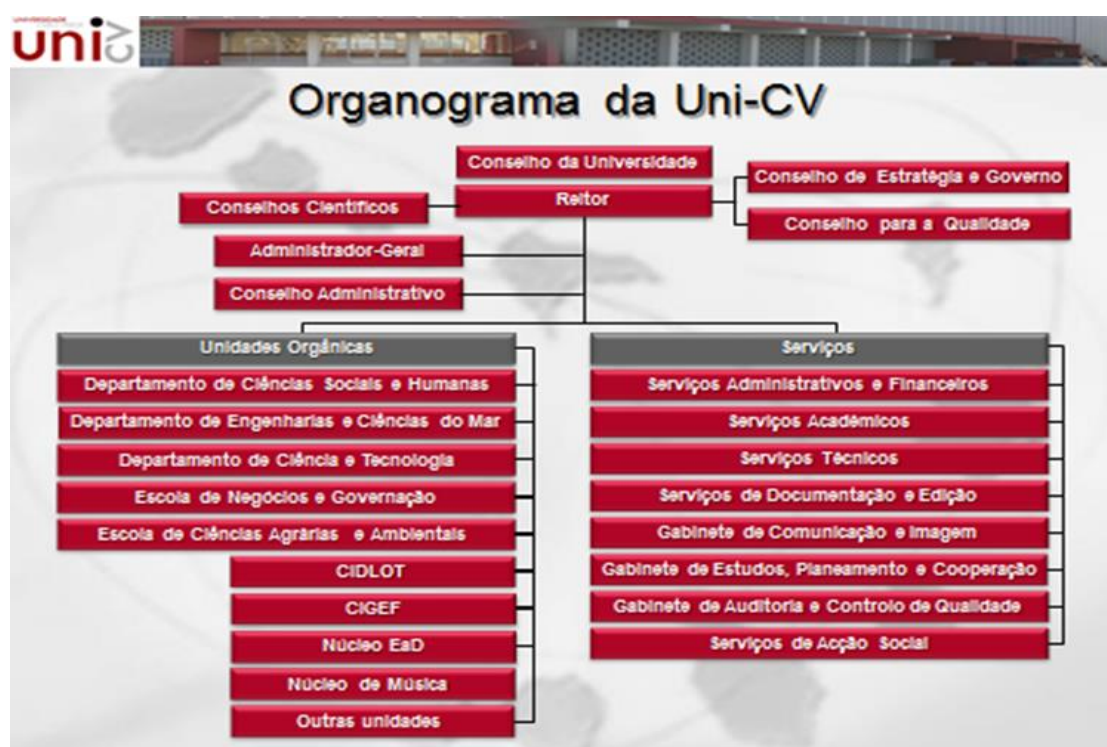 UNIVERSIDADE
uni cv
Organograma da Uni-CV
Conselho da Universidade
Reitor
Conselho de Estratégia e Governo
Conselhos Científicos
Conselho para a Qualidade
Administrador-Geral
Conselho Administrativo
Unidades Orgânicas
Departamento de Ciências Sociais e Humanas
Departamento de Engenharias e Ciências do Mar
Departamento de Ciência e Tecnologia
Escola de Negócios e Governação
Escola de Ciências Agrárias e Ambientais
CIDLOT
CIGEF
Núcleo EaD
Núcleo de Música
Outras unidades
Serviços
Serviços Administrativos e Financeiros
Serviços Académicos
Serviços Técnicos
Serviços de Documentação e Edição
Gabinete de Comunicação e Imagem
Gabinete de Estudos, Planeamento e Cooperação
Gabinete de Auditoria e Controlo de Qualidade
Serviços de Acção Social